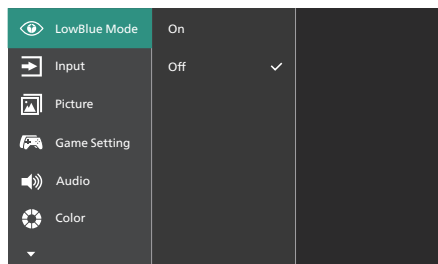 LowBlue Mode
On
Input
Off
Picture
Game Setting
Audio
Color